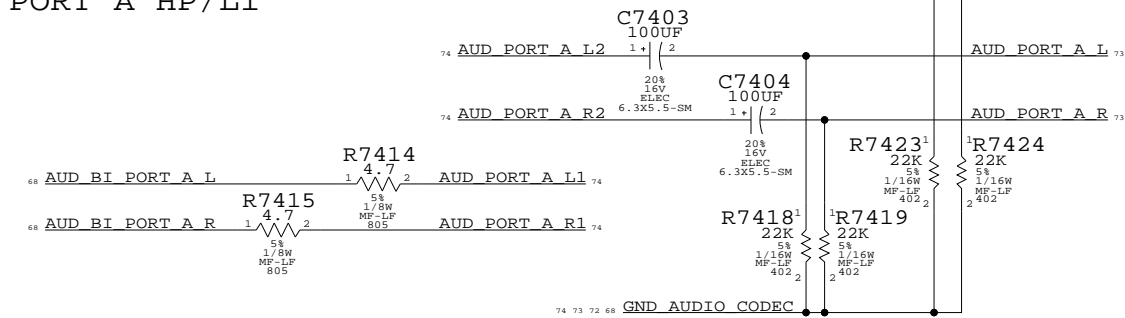 PORT A HP/LI
C7403
100UF
74 AUD_PORT_A_L2 1 + 2 AUD_PORT_A_L 73
20%
16V
ELEC
6.3X5.5-SM
C7404
100UF
74 AUD_PORT_A_R2 1 + 2 AUD_PORT_A_R 73
20%
16V
ELEC
6.3X5.5-SM
R7423 1 1 R7424
22K 22K
5% 5%
1/16W 1/16W
MF-LF MF-LF
402 2 2 402
R7414
4.7
68 AUD_BI_PORT_A_L 1 2 AUD_PORT_A_L1 74
5%
1/8W
MF-LF
805
R7415
4.7
68 AUD_BI_PORT_A_R 1 2 AUD_PORT_A_R1 74
5%
1/8W
MF-LF
805
R7418 1 1 R7419
22K 22K
5% 5%
1/16W 1/16W
MF-LF MF-LF
402 402
2 2
74 73 72 68 GND_AUDIO_CODEC